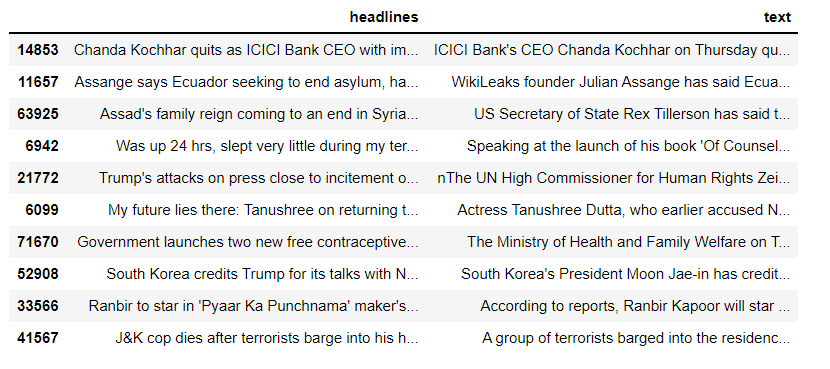 headlines text
14853 Chanda Kochhar quits as ICICI Bank CEO with im... ICICI Bank's CEO Chanda Kochhar on Thursday qu...
11657 Assange says Ecuador seeking to end asylum, ha... WikiLeaks founder Julian Assange has said Ecua...
63925 Assad's family reign coming to an end in Syria... US Secretary of State Rex Tillerson has said t...
6942 Was up 24 hrs, slept very little during my ter... Speaking at the launch of his book 'Of Counsel...
21772 Trump's attacks on press close to incitement o... nThe UN High Commissioner for Human Rights Zei...
6099 My future lies there: Tanushree on returning t... Actress Tanushree Dutta, who earlier accused N...
71670 Government launches two new free contraceptive... The Ministry of Health and Family Welfare on T...
52908 South Korea credits Trump for its talks with N... South Korea's President Moon Jae-in has credit...
33566 Ranbir to star in 'Pyaar Ka Punchnama' maker's... According to reports, Ranbir Kapoor will star ...
41567 J&K cop dies after terrorists barge into his h... A group of terrorists barged into the residenc...